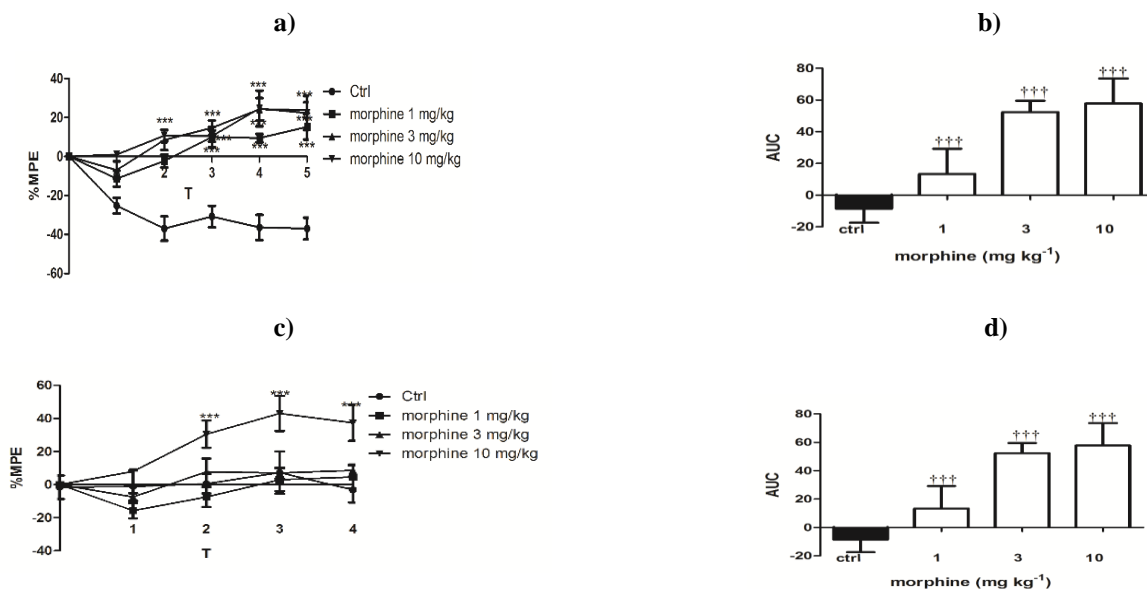 a)
b)
40
20
0
-20
-40
-60
%MPE
***
***
***
***
***
***
***
***
***
2
3
4
5
T
Ctrl
morphine 1 mg/kg
morphine 3 mg/kg
morphine 10 mg/kg
80
60
40
20
0
-20
AUC
†††
†††
†††
ctrl
1
3
10
morphine (mg kg⁻¹)
c)
d)
60
40
20
0
-20
-40
%MPE
***
***
***
1
2
3
4
T
Ctrl
morphine 1 mg/kg
morphine 3 mg/kg
morphine 10 mg/kg
80
60
40
20
0
-20
AUC
†††
†††
†††
ctrl
1
3
10
morphine (mg kg⁻¹)